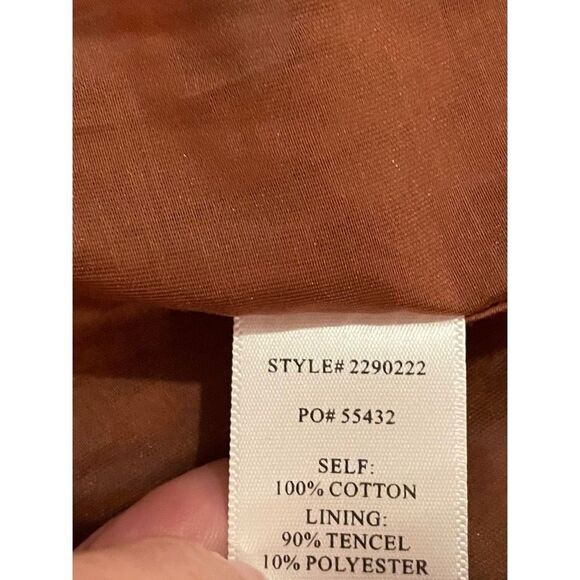 STYLE# 2290222
PO# 55432
SELF:
100% COTTON
LINING:
90% TENCEL
10% POLYESTER